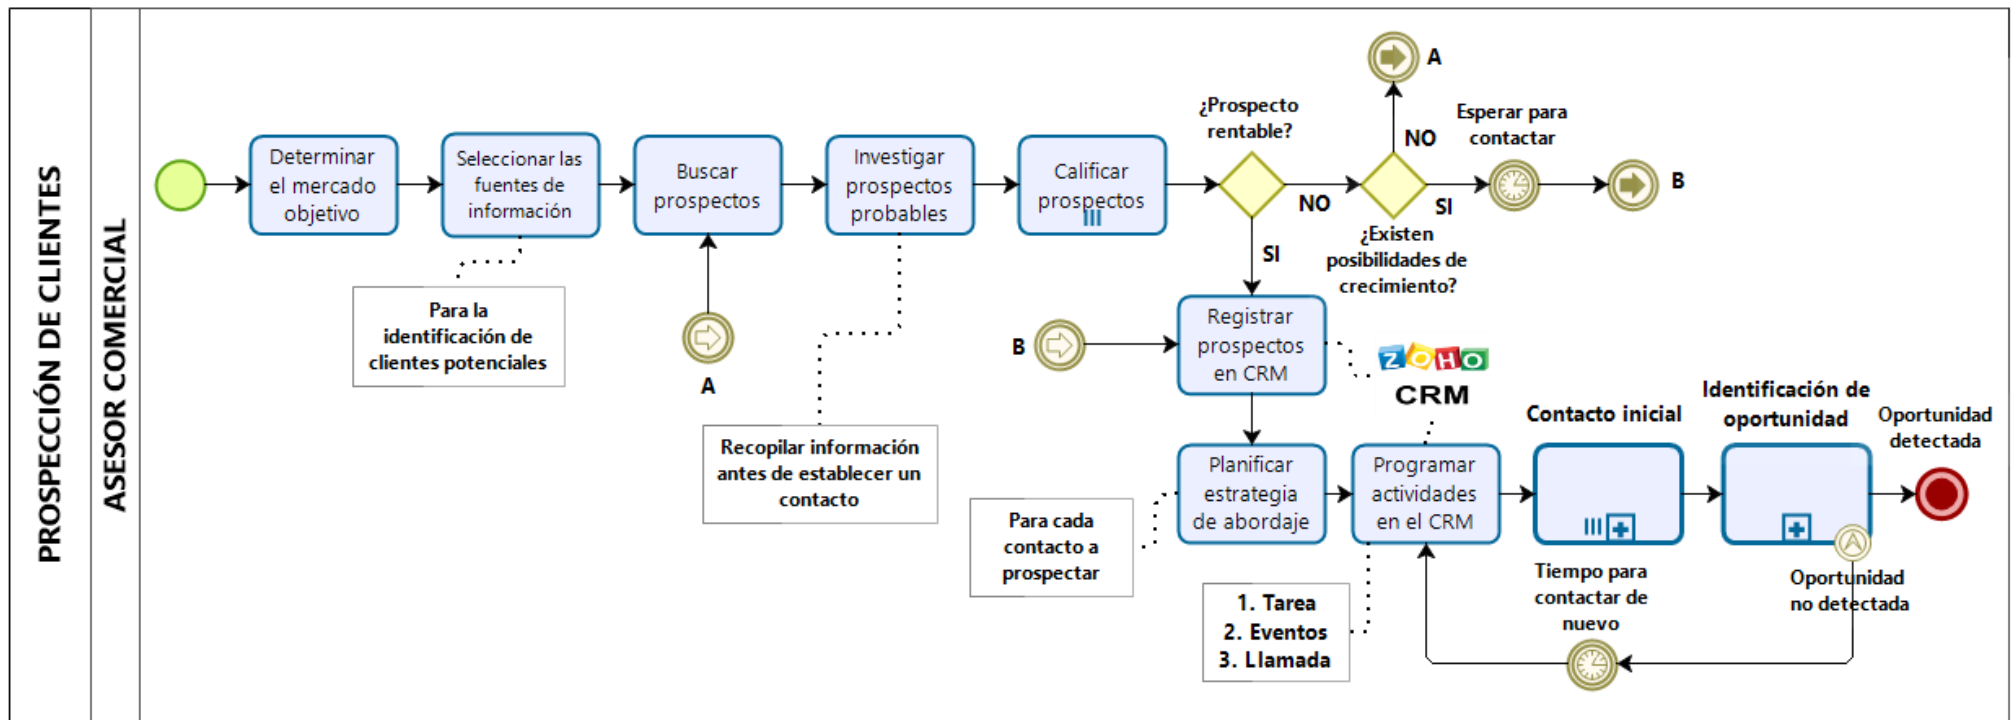 PROSPECCIÓN DE CLIENTES
ASESOR COMERCIAL
Determinar
el mercado
objetivo
Seleccionar las
fuentes de
información
Para la
identificación de
clientes potenciales
Buscar
prospectos
A
Investigar
prospectos
probables
Recopilar información
antes de establecer un
contacto
Calificar
prospectos
¿Prospecto
rentable?
NO
SI
¿Existen
posibilidades de
crecimiento?
NO
A
SI
Esperar para
contactar
B
B
Registrar
prospectos
en CRM
ZOHO
CRM
Planificar
estrategia
de abordaje
Para cada
contacto a
prospectar
Programar
actividades
en el CRM
1. Tarea
2. Eventos
3. Llamada
Contacto inicial
Identificación de
oportunidad
Oportunidad
detectada
Oportunidad
no detectada
Tiempo para
contactar de
nuevo